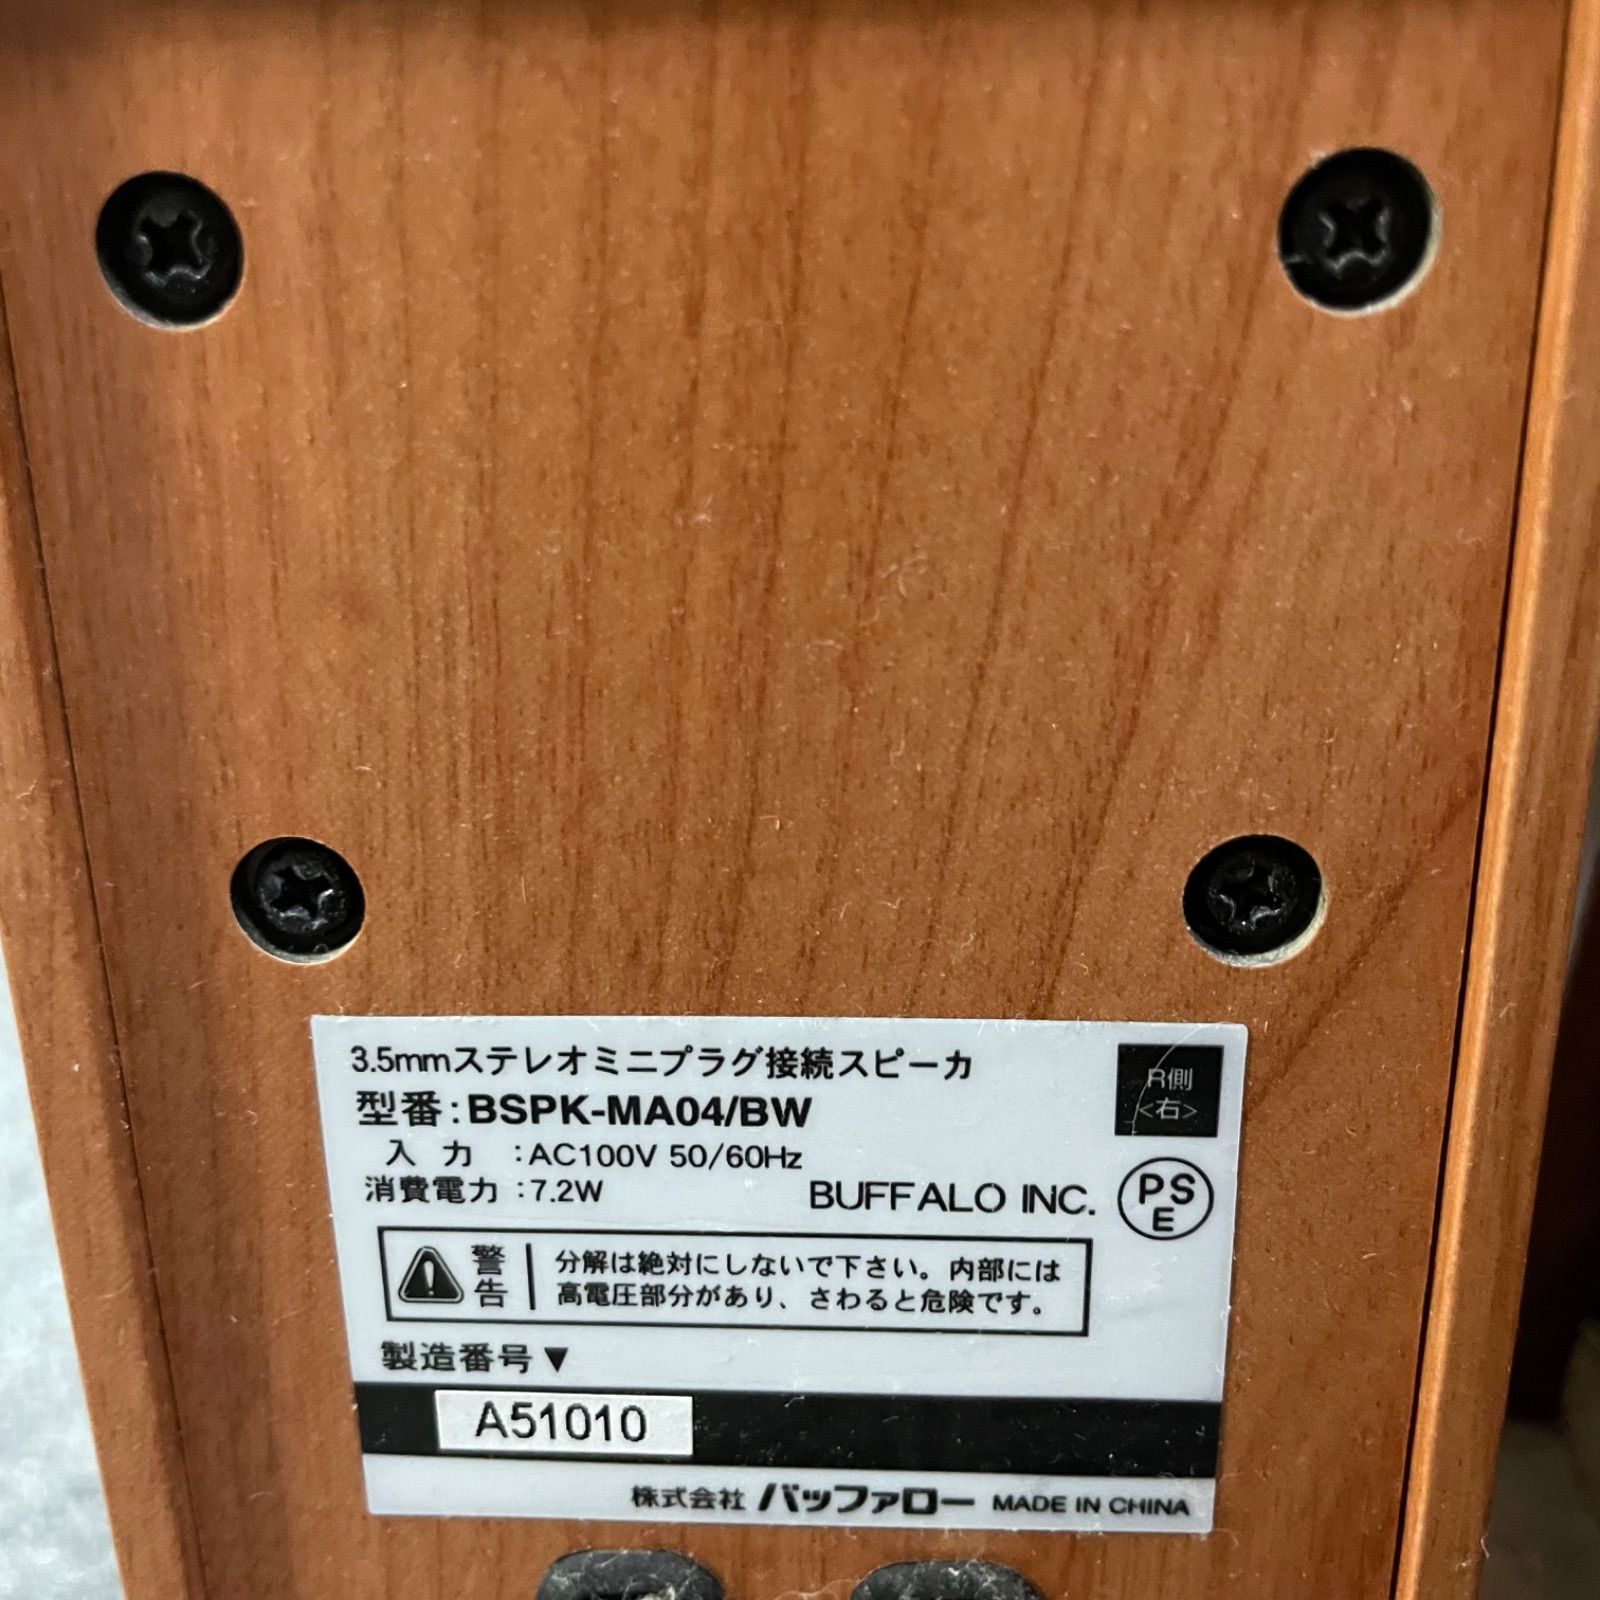 3.5mmステレオミニプラグ接続スピーカ
R側
<右>
型番:BSPK-MA04/BW
入力 :AC100V 50/60Hz
消費電力 :7.2W
BUFFALO INC.
PS
E
警告
分解は絶対にしないで下さい。内部には
高電圧部分があり、さわると危険です。
製造番号▼
A51010
株式会社 バッファロー MADE IN CHINA